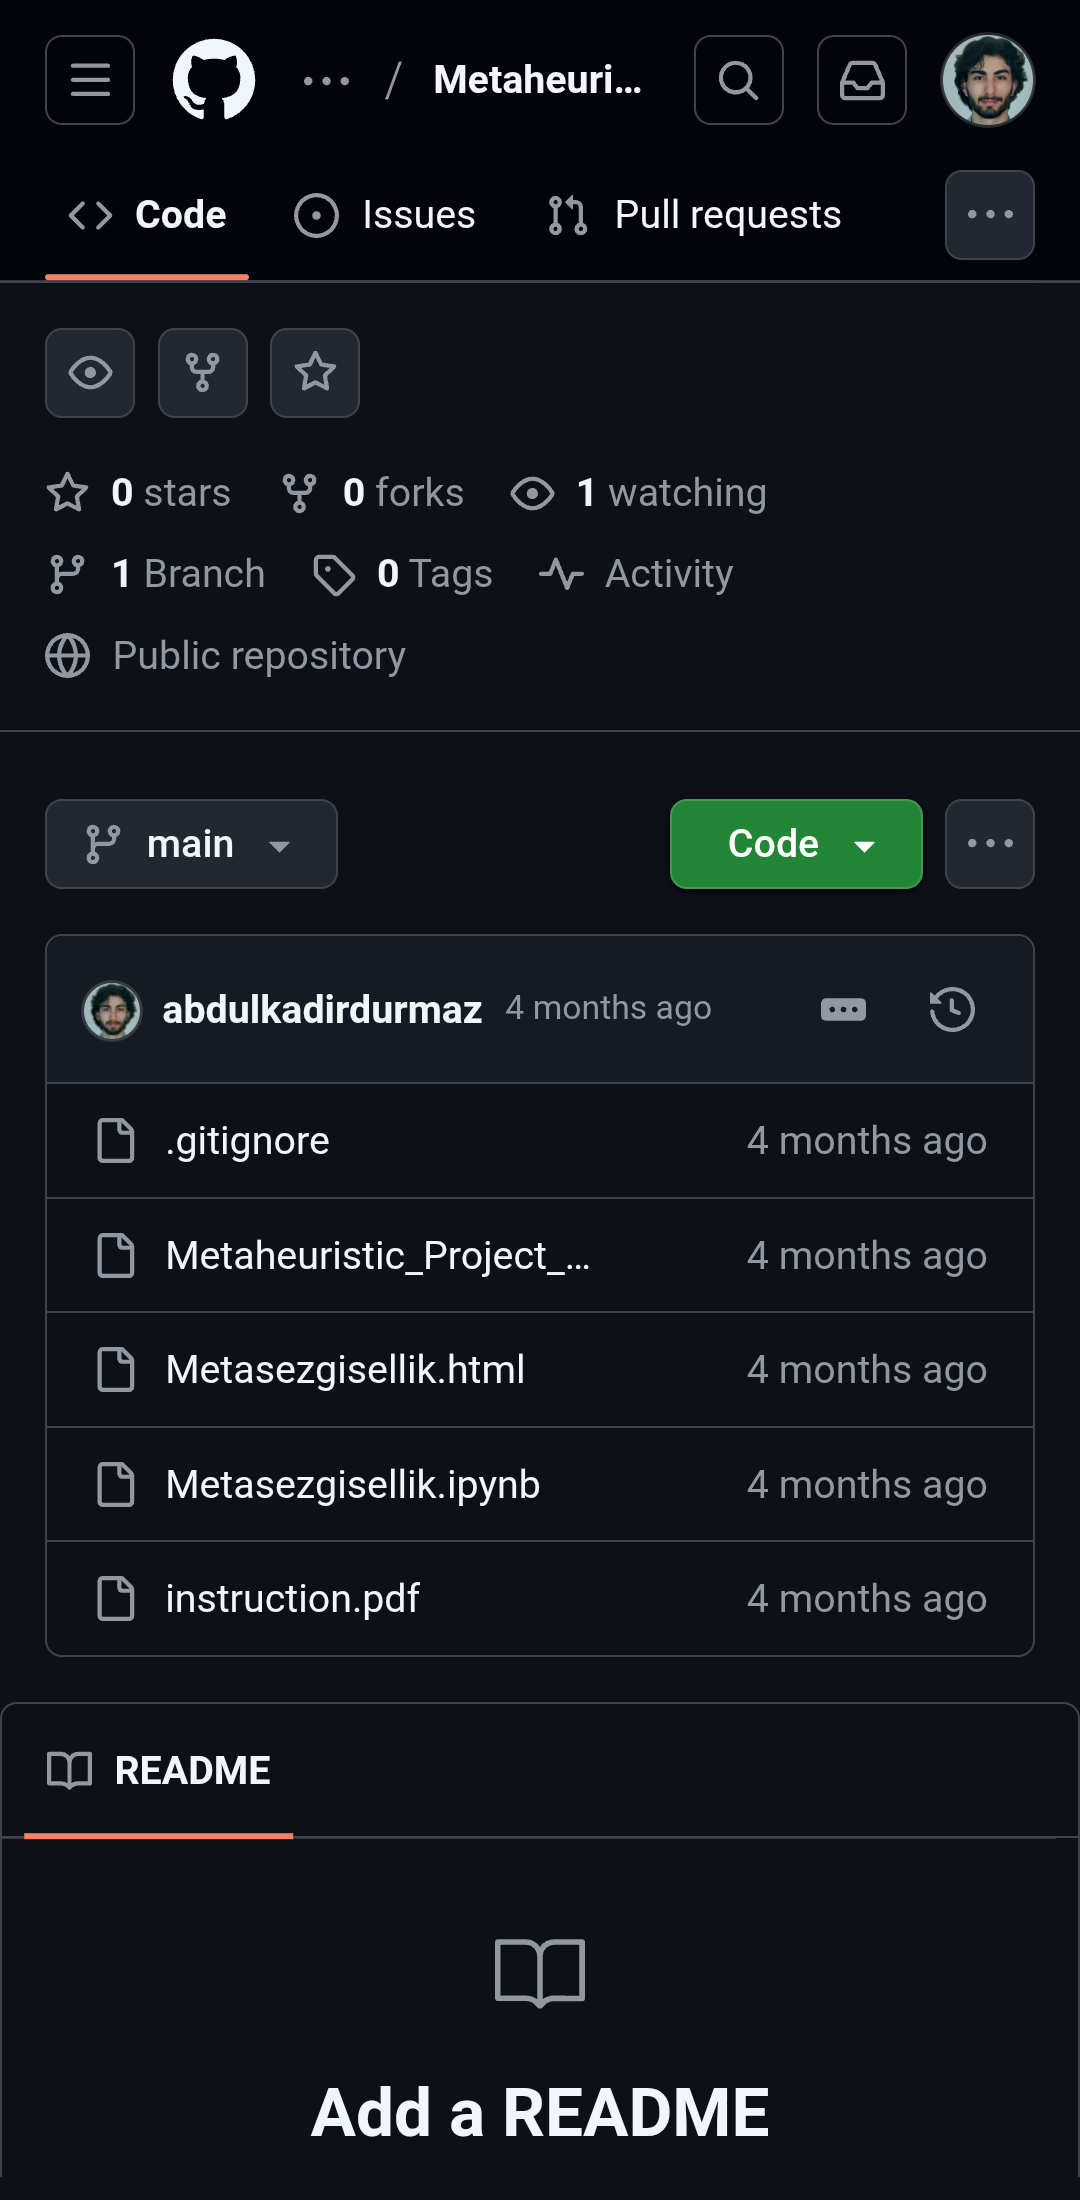 / Metaheuri...
Code Issues Pull requests
0 stars 0 forks 1 watching
1 Branch 0 Tags Activity
Public repository
main Code
abdulkadirdurmaz 4 months ago
.gitignore 4 months ago
Metaheuristic_Project_... 4 months ago
Metasezgisellik.html 4 months ago
Metasezgisellik.ipynb 4 months ago
instruction.pdf 4 months ago
README
Add a README